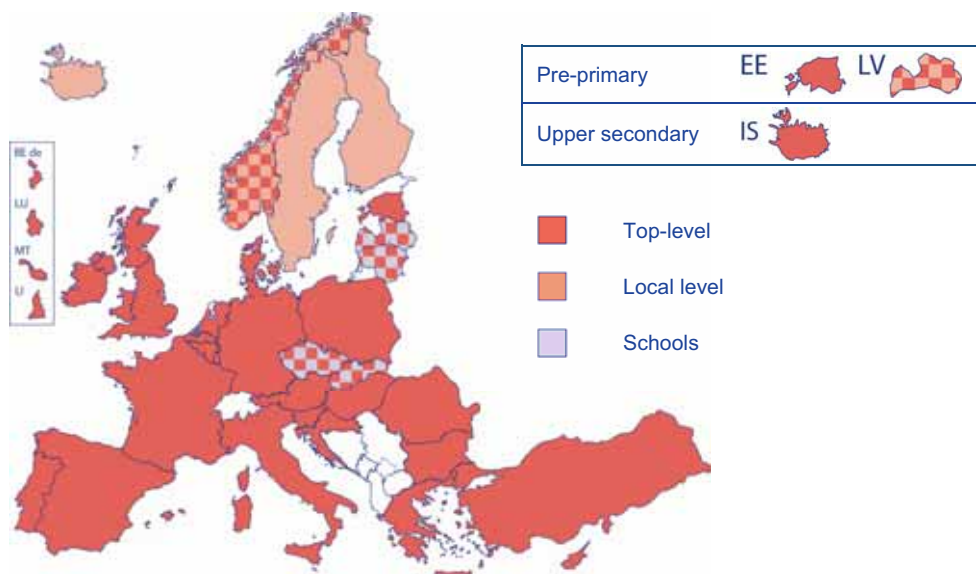 Pre-primary EE LV
Upper secondary IS
BE de
LU
MT
LI
Top-level
Local level
Schools